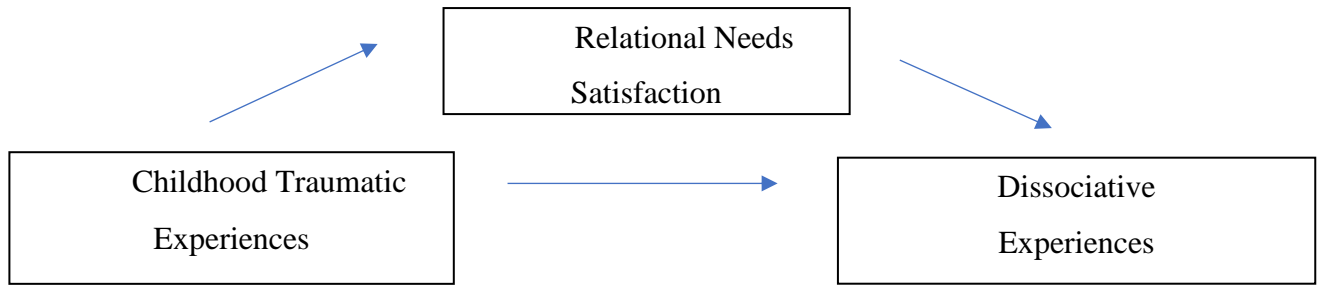 Relational Needs
Satisfaction
Childhood Traumatic
Experiences
Dissociative
Experiences